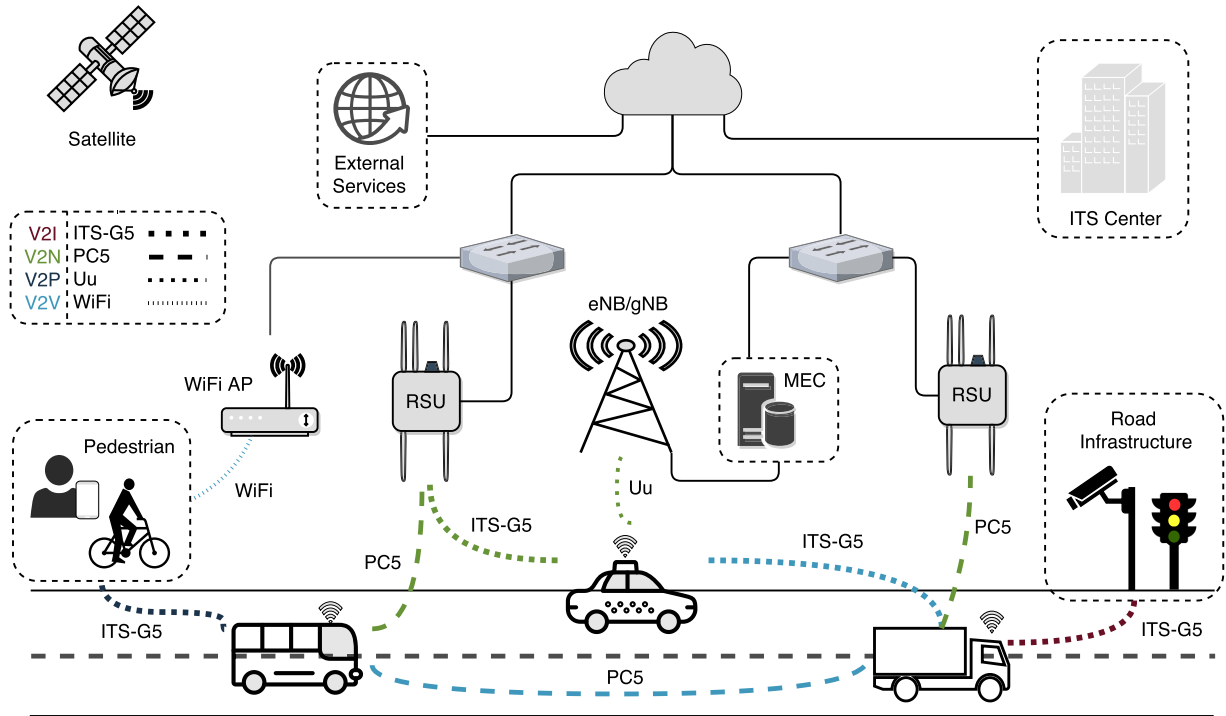 Satellite
External
Services
ITS Center
V2I ITS-G5
V2N PC5
V2P Uu
V2V WiFi
eNB/gNB
WiFi AP
RSU
MEC
RSU
Road
Infrastructure
Pedestrian
WiFi
Uu
ITS-G5
PC5
ITS-G5
PC5
ITS-G5
ITS-G5
PC5